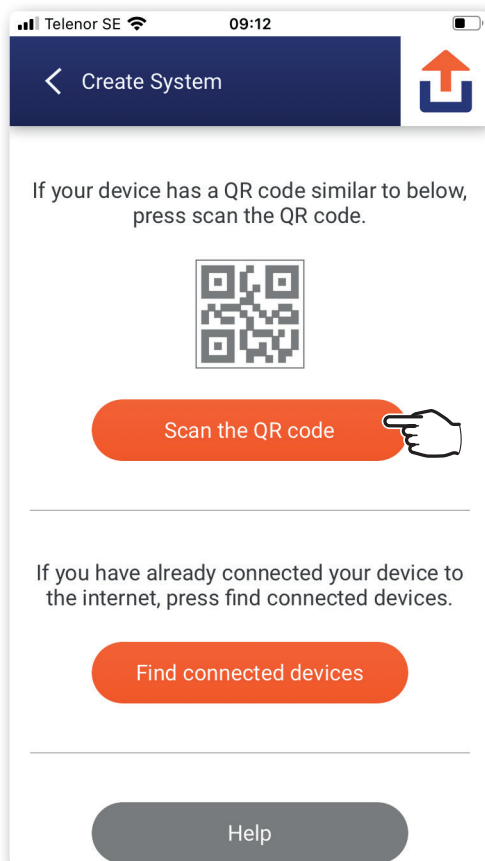 Telenor SE 09:12
Create System
If your device has a QR code similar to below,
press scan the QR code.
Scan the QR code
If you have already connected your device to
the internet, press find connected devices.
Find connected devices
Help